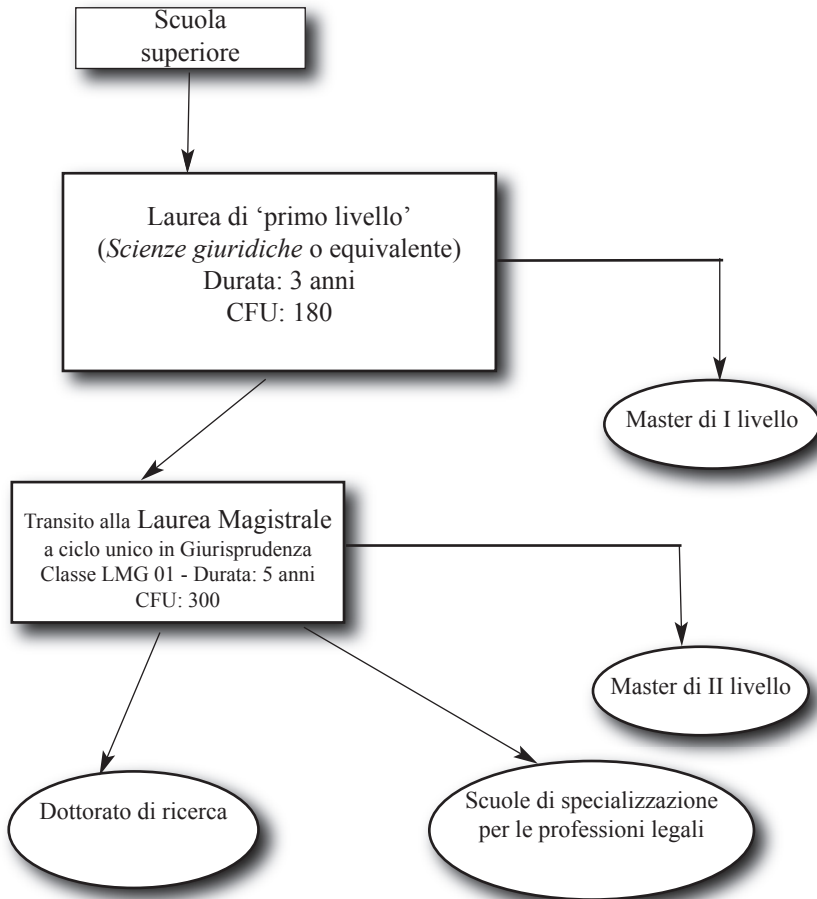 Scuola
superiore
Laurea di ‘primo livello’
(Scienze giuridiche o equivalente)
Durata: 3 anni
CFU: 180
Master di I livello
Transito alla Laurea Magistrale
a ciclo unico in Giurisprudenza
Classe LMG 01 - Durata: 5 anni
CFU: 300
Master di II livello
Dottorato di ricerca
Scuole di specializzazione
per le professioni legali